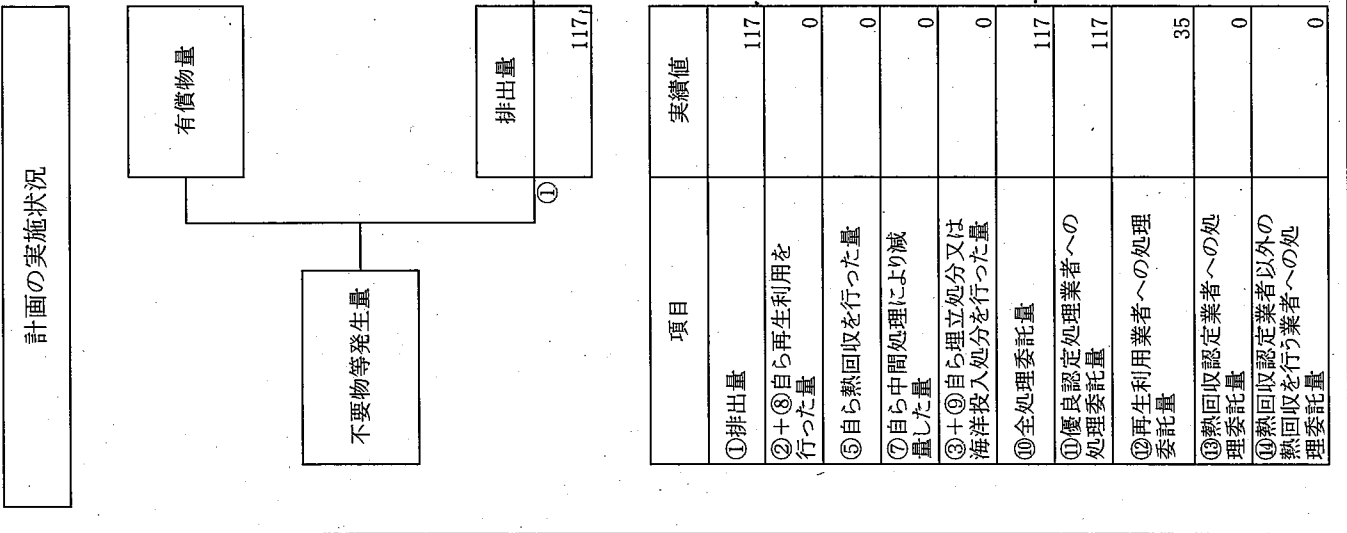 計画の実施状況
有償物量
不要物等発生量
排出量
①
117
項目
実績値
①排出量
117
②+⑧自ら再生利用を
行った量
0
⑤自ら熱回収を行った量
0
⑦自ら中間処理により減
量した量
0
③+⑨自ら埋立処分又は
海洋投入処分を行った量
0
⑩全処理委託量
117
⑪優良認定処理業者への
処理委託量
117
⑫再生利用業者への処理
委託量
35
⑬熱回収認定業者への処
理委託量
0
⑭熱回収認定業者以外の
熱回収を行う業者への処
理委託量
0